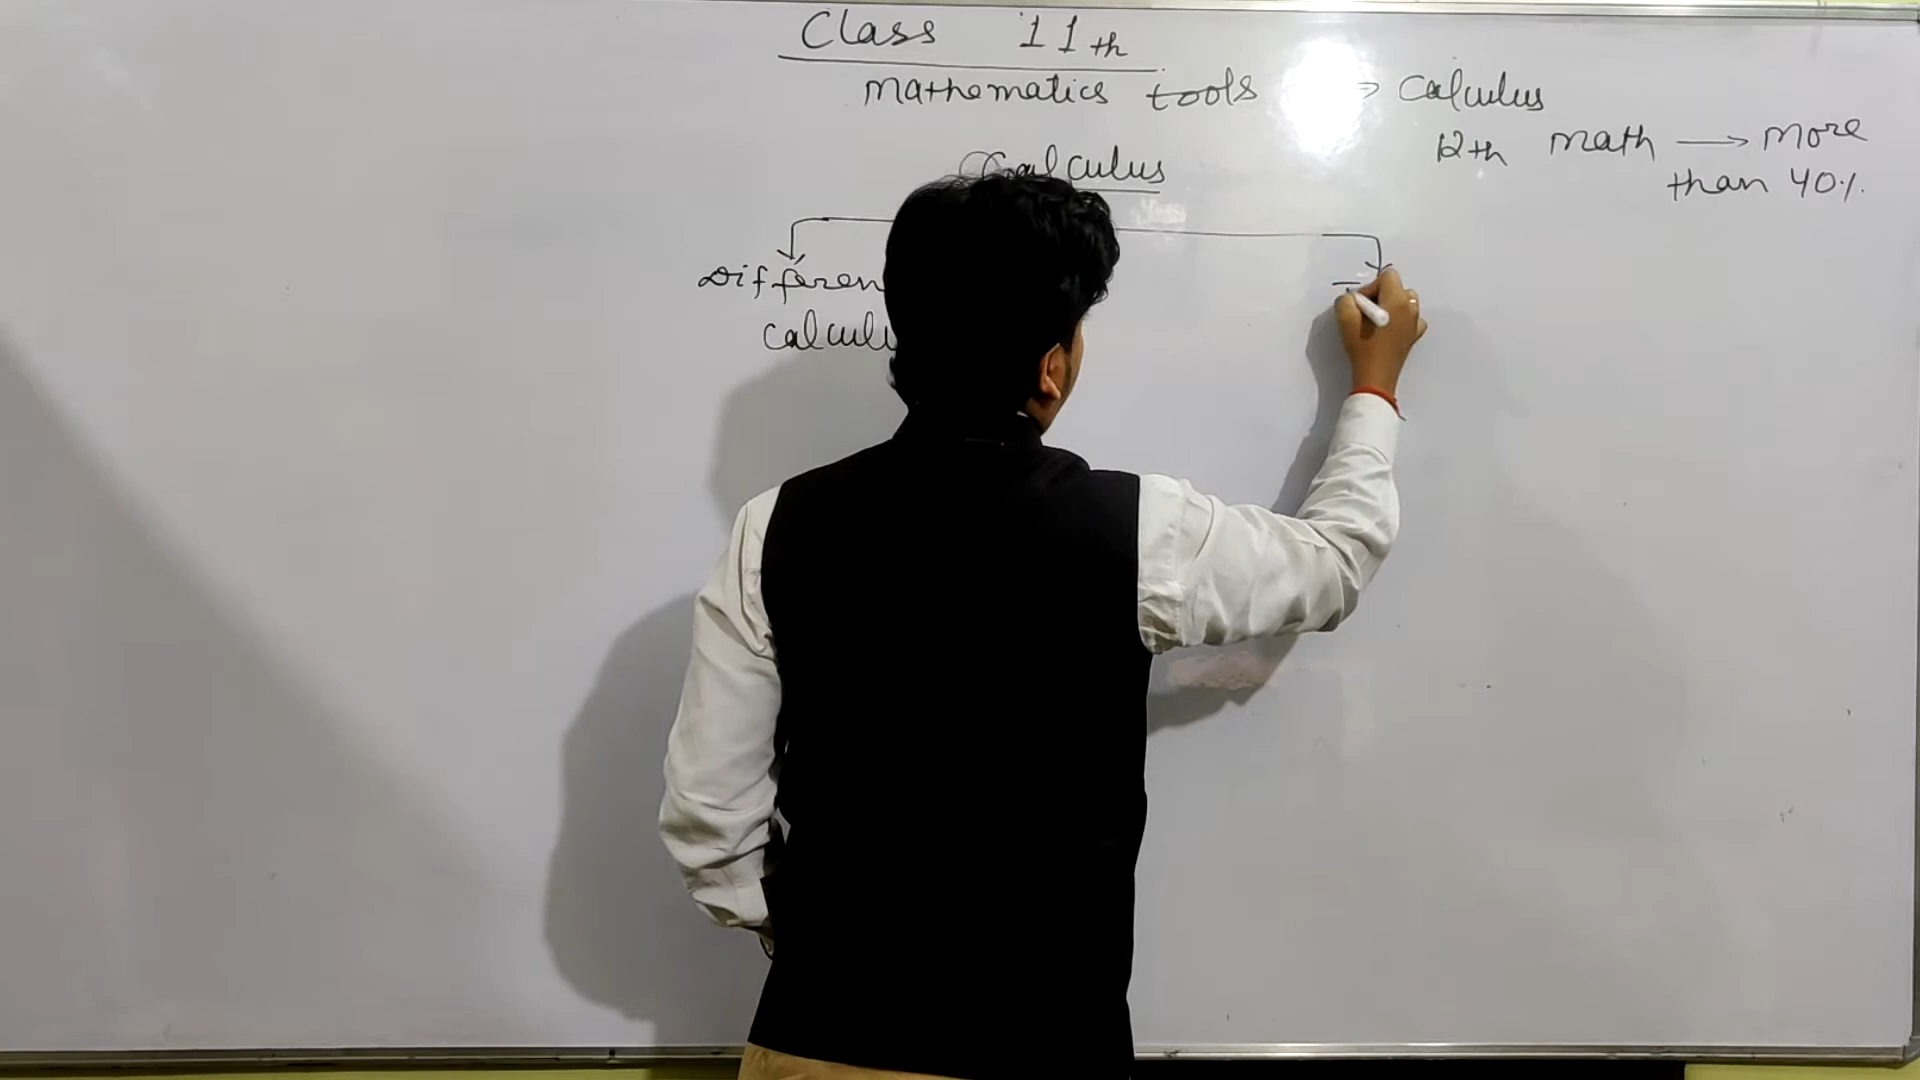 Class 11th
Mathematics tools ⇒ Calculus
12th math → More
than 40%.
Calculus
Differen
calculu